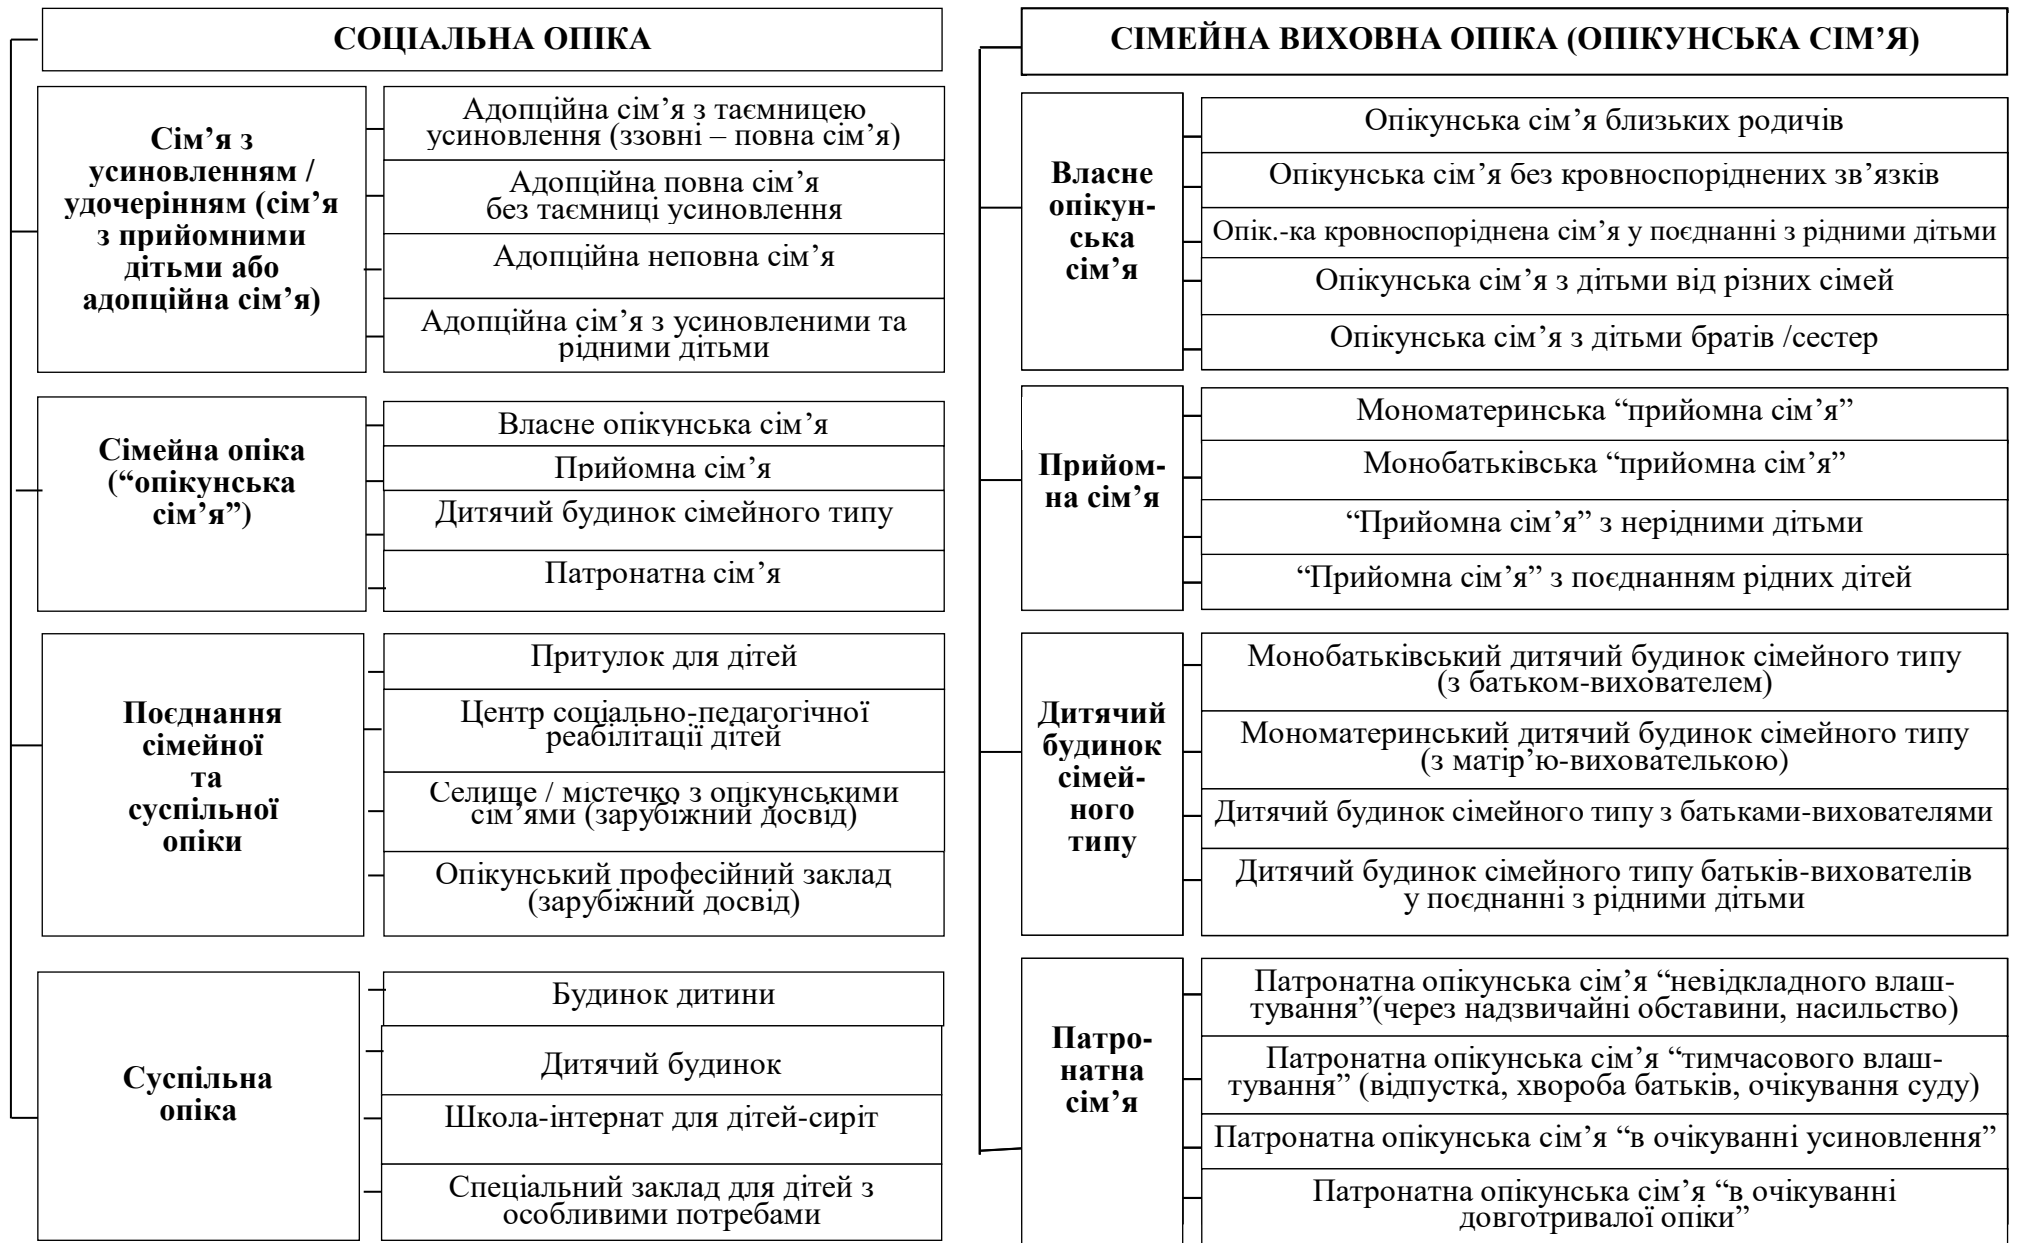 СОЦІАЛЬНА ОПІКА
Сім’я з
усиновленням /
удочерінням (сім’я
з прийомними
дітьми або
адопційна сім’я)
Адопційна сім’я з таємницею
усиновлення (ззовні – повна сім’я)
Адопційна повна сім’я
без таємниці усиновлення
Адопційна неповна сім’я
Адопційна сім’я з усиновленими та
рідними дітьми
Сімейна опіка
(“опікунська
сім’я”)
Власне опікунська сім’я
Прийомна сім’я
Дитячий будинок сімейного типу
Патронатна сім’я
Поєднання
сімейної
та
суспільної
опіки
Притулок для дітей
Центр соціально-педагогічної
реабілітації дітей
Селище / містечко з опікунськими
сім’ями (зарубіжний досвід)
Опікунський професійний заклад
(зарубіжний досвід)
Суспільна
опіка
Будинок дитини
Дитячий будинок
Школа-інтернат для дітей-сиріт
Спеціальний заклад для дітей з
особливими потребами
СІМЕЙНА ВИХОВНА ОПІКА (ОПІКУНСЬКА СІМ’Я)
Власне
опікун-
ська
сім’я
Опікунська сім’я близьких родичів
Опікунська сім’я без кровноспоріднених зв’язків
Опік.-ка кровноспоріднена сім’я у поєднанні з рідними дітьми
Опікунська сім’я з дітьми від різних сімей
Опікунська сім’я з дітьми братів /сестер
Прийом-
на сім’я
Мономатеринська “прийомна сім’я”
Монобатьківська “прийомна сім’я”
“Прийомна сім’я” з нерідними дітьми
“Прийомна сім’я” з поєднанням рідних дітей
Дитячий
будинок
сімей-
ного
типу
Монобатьківський дитячий будинок сімейного типу
(з батьком-вихователем)
Мономатеринський дитячий будинок сімейного типу
(з матір’ю-вихователькою)
Дитячий будинок сімейного типу з батьками-вихователями
Дитячий будинок сімейного типу батьків-вихователів
у поєднанні з рідними дітьми
Патро-
натна
сім’я
Патронатна опікунська сім’я “невідкладного влаш-
тування”(через надзвичайні обставини, насильство)
Патронатна опікунська сім’я “тимчасового влаш-
тування” (відпустка, хвороба батьків, очікування суду)
Патронатна опікунська сім’я “в очікуванні усиновлення”
Патронатна опікунська сім’я “в очікуванні
довготривалої опіки”